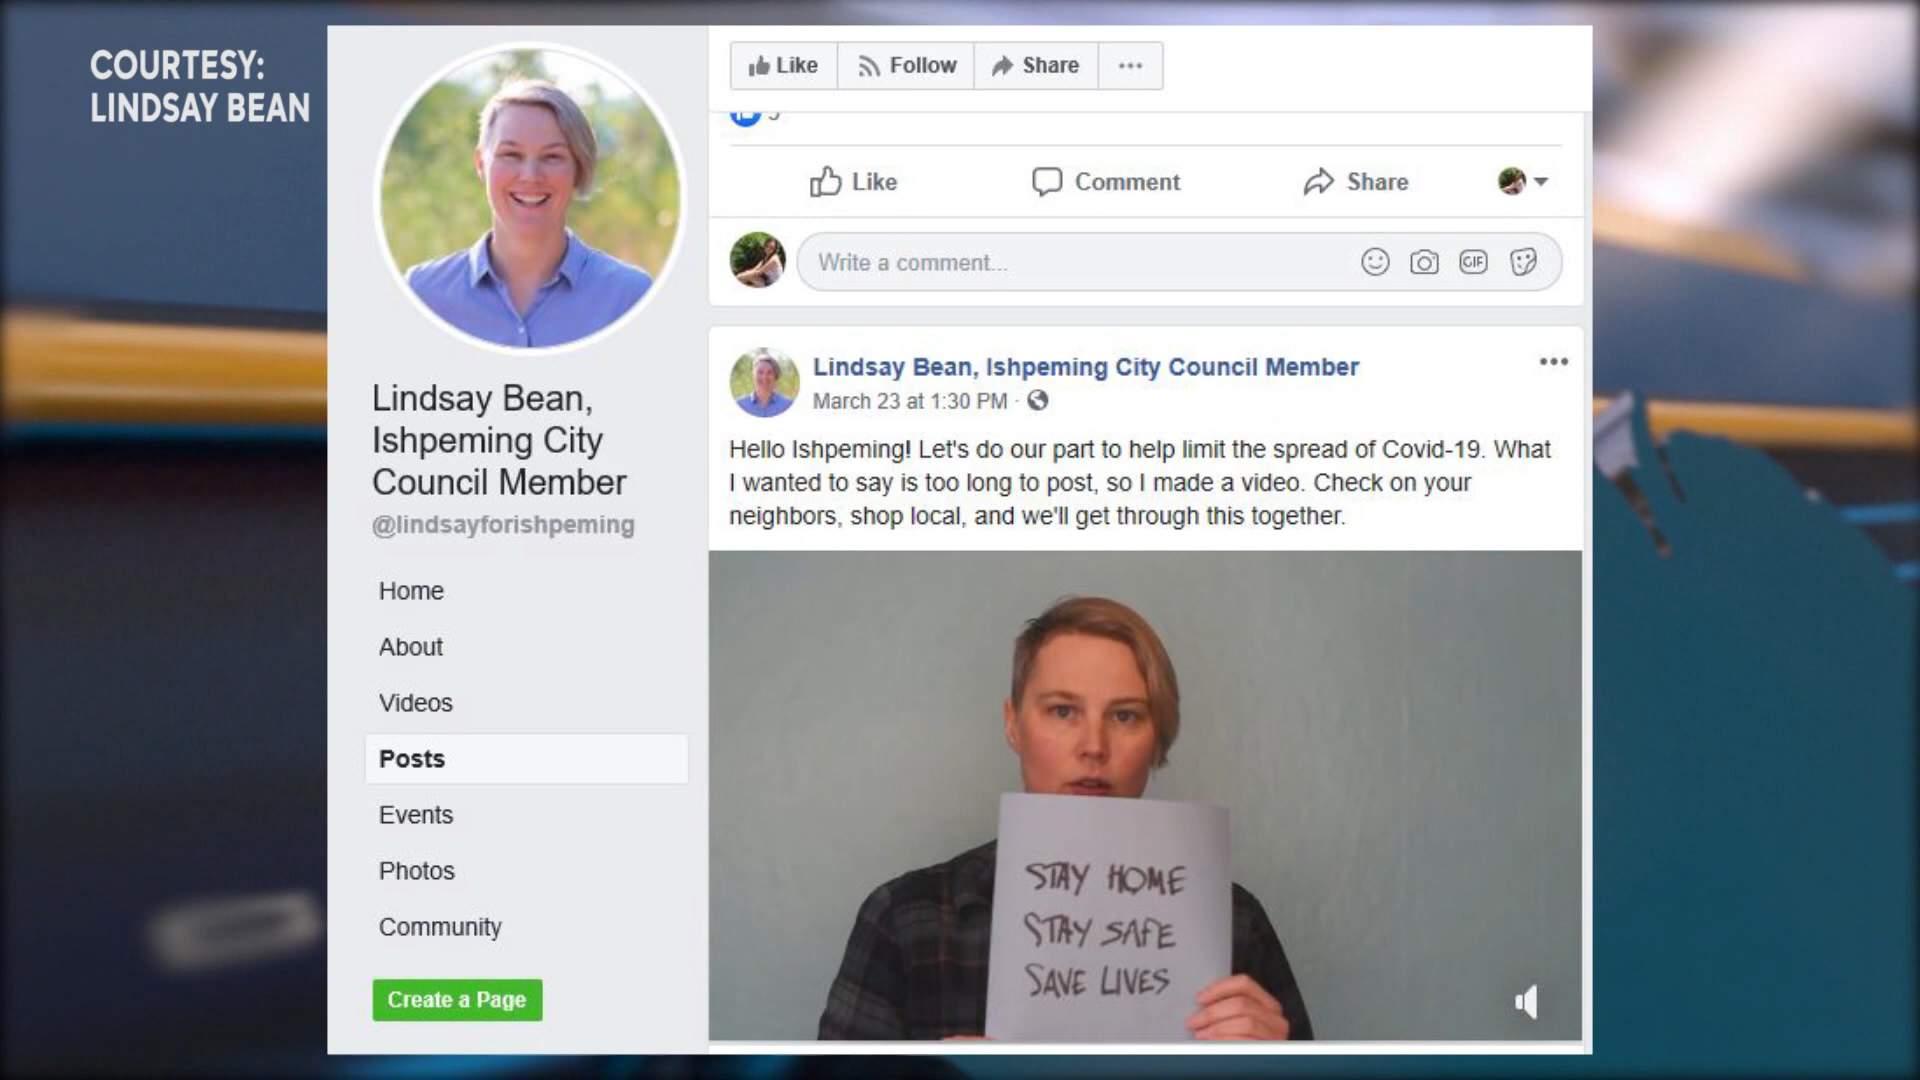 COURTESY:
LINDSAY BEAN
Lindsay Bean,
Ishpeming City
Council Member
@lindsayforishpeming
Home
About
Videos
Posts
Events
Photos
Community
Create a Page
Like Follow Share
Like Comment Share
Write a comment...
GIF
Lindsay Bean, Ishpeming City Council Member
March 23 at 1:30 PM ·
Hello Ishpeming! Let's do our part to help limit the spread of Covid-19. What
I wanted to say is too long to post, so I made a video. Check on your
neighbors, shop local, and we'll get through this together.
STAY HOME
STAY SAFE
SAVE LIVES